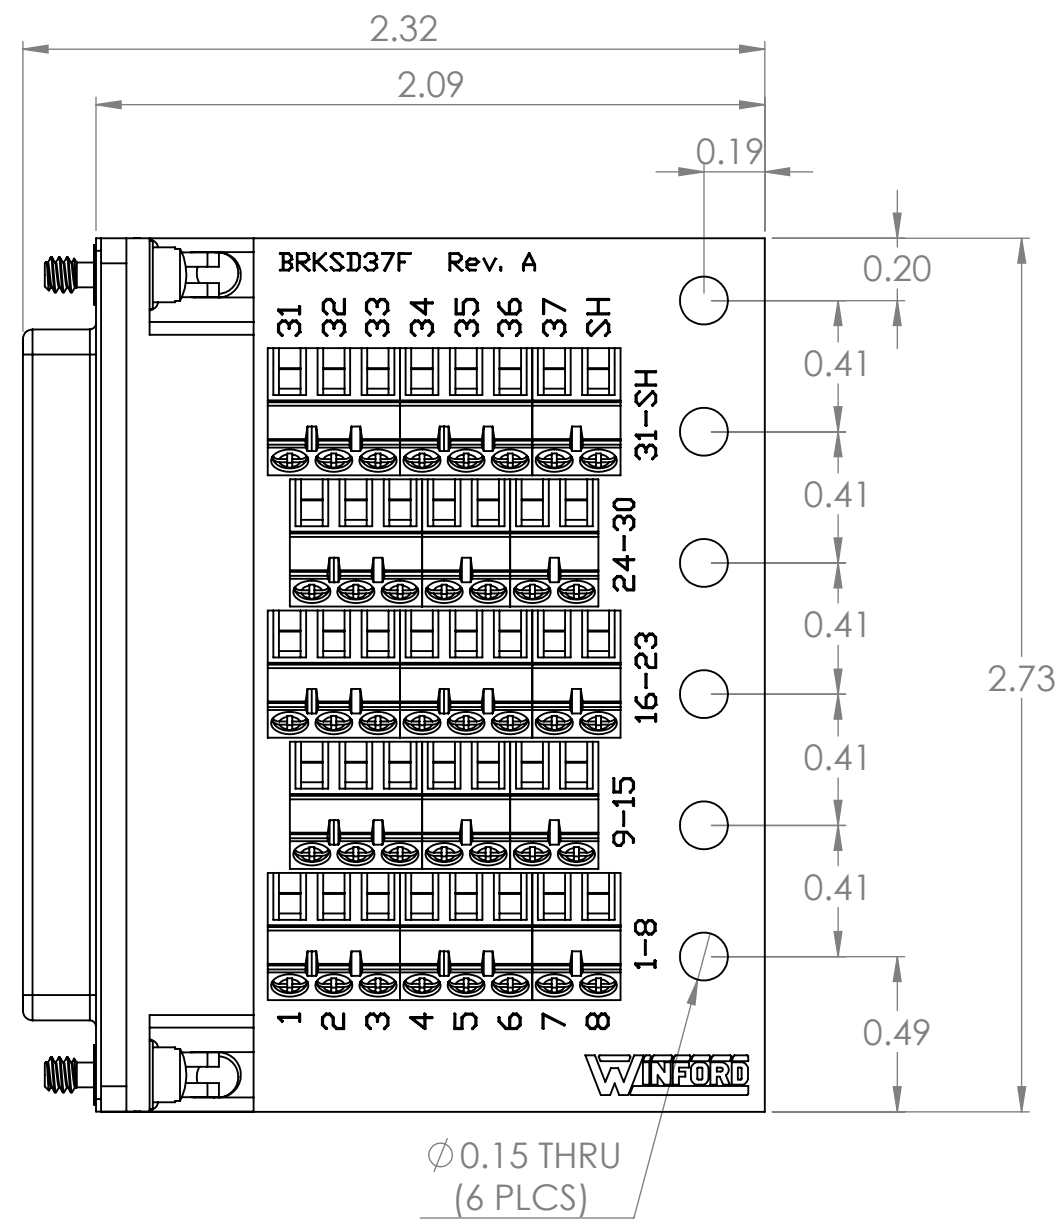 2.32
2.09
0.19
0.20
BRKSD37F Rev. A
31 32 33 34 35 36 37 SH
31-SH
0.41
0.41
24-30
0.41
16-23
2.73
0.41
9-15
0.41
1-8
1 2 3 4 5 6 7 8
0.49
WINFORD
∅0.15 THRU
(6 PLCS)